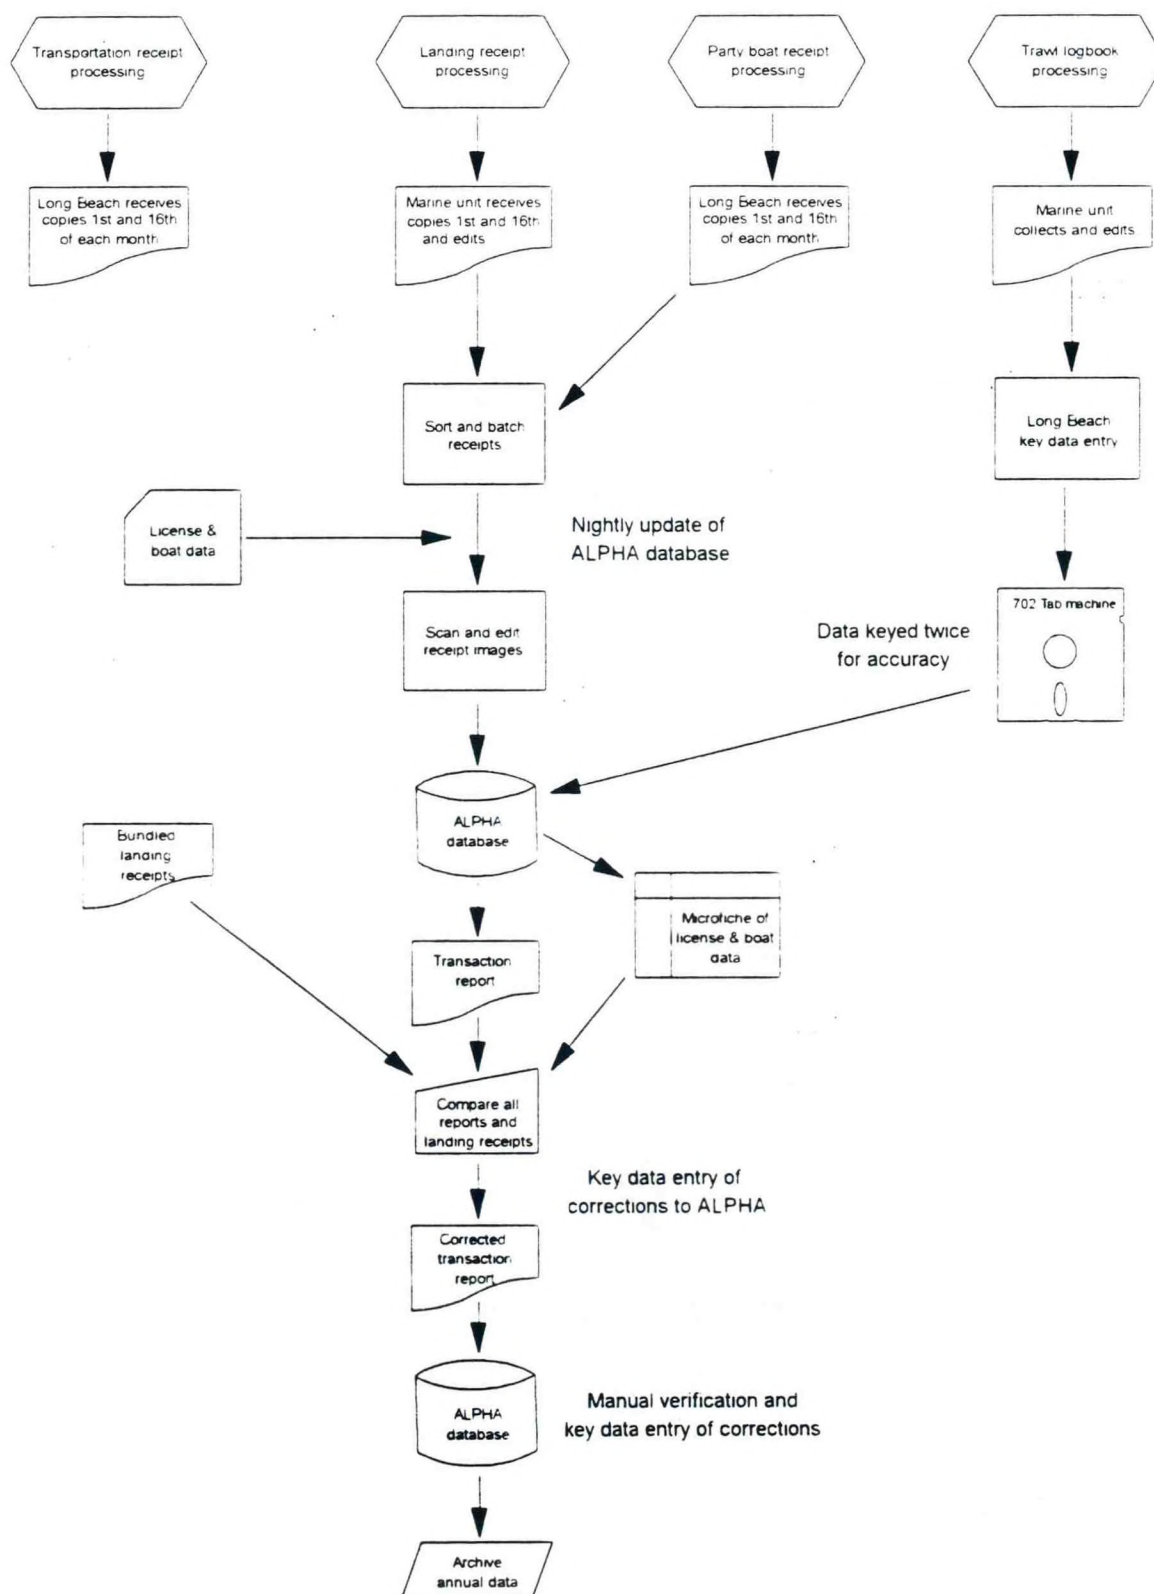 Transportation receipt
processing
Landing receipt
processing
Party boat receipt
processing
Trawl logbook
processing
Long Beach receives
copies 1st and 16th
of each month
Marine unit receives
copies 1st and 16th
and edits
Long Beach receives
copies 1st and 16th
of each month
Marine unit
collects and edits
Sort and batch
receipts
Long Beach
key data entry
License &
boat data
Nightly update of
ALPHA database
Scan and edit
receipt images
702 Tab machine
Data keyed twice
for accuracy
ALPHA
database
Bundled
landing
receipts
Microfiche of
license & boat
data
Transaction
report
Compare all
reports and
landing receipts
Key data entry of
corrections to ALPHA
Corrected
transaction
report
ALPHA
database
Manual verification and
key data entry of corrections
Archive
annual data